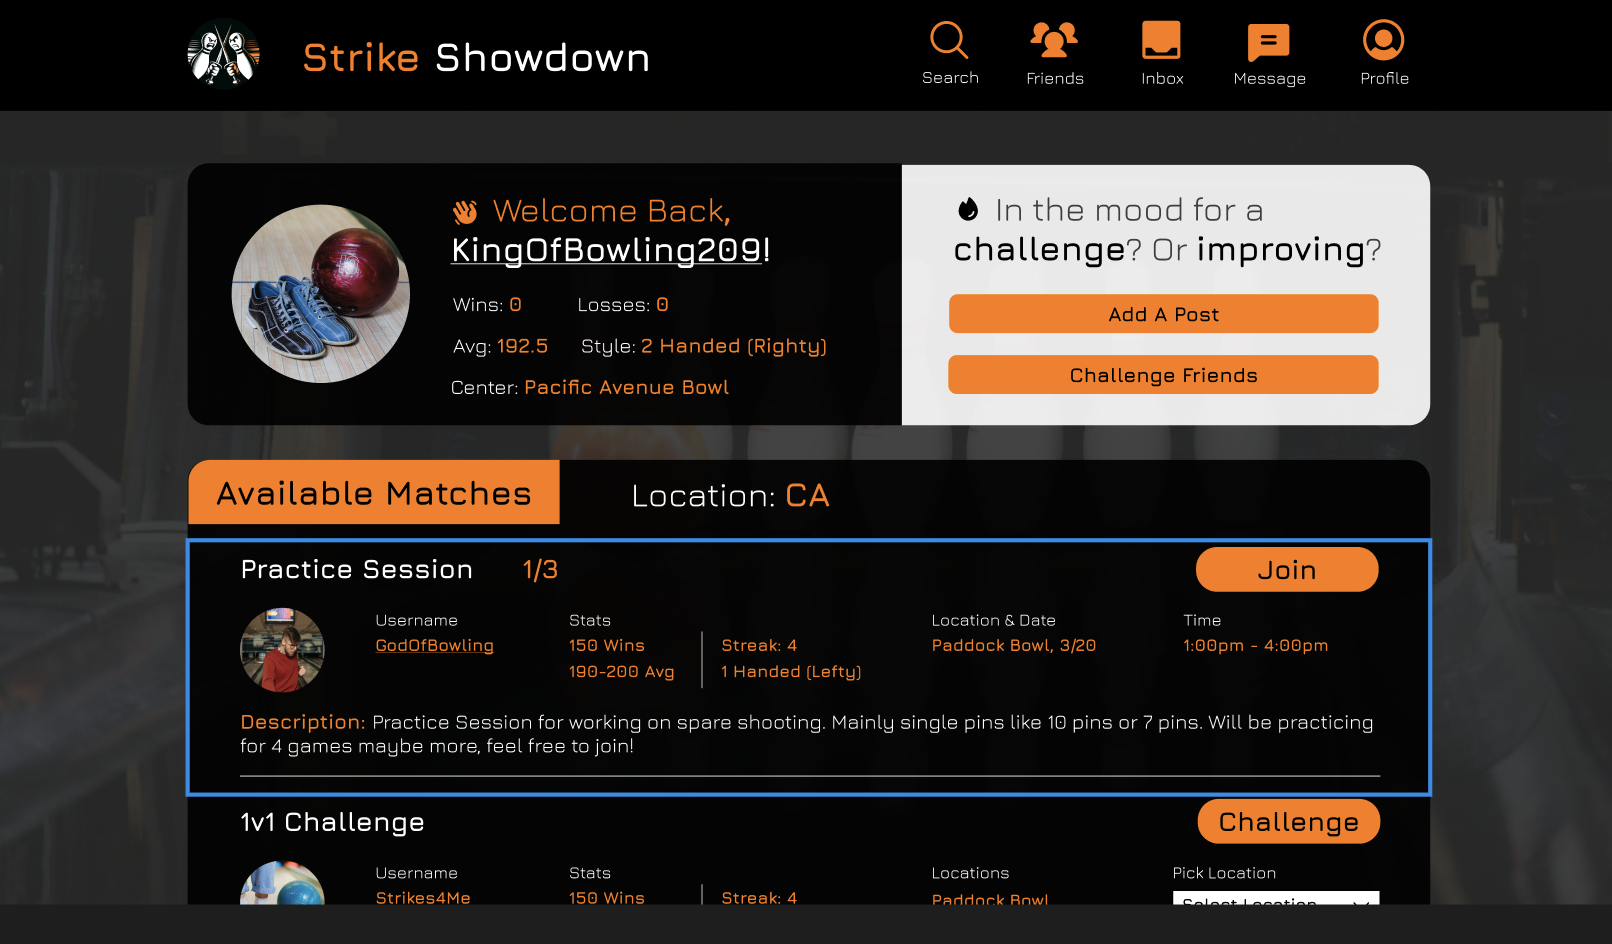 Strike Showdown
Search
Friends
Inbox
Message
Profile
Welcome Back,
KingOfBowling209!
Wins: 0
Losses: 0
Avg: 192.5
Style: 2 Handed (Righty)
Center: Pacific Avenue Bowl
In the mood for a
challenge? Or improving?
Add A Post
Challenge Friends
Available Matches
Location: CA
Practice Session
1/3
Join
Username
GodOfBowling
Stats
150 Wins
190-200 Avg
Streak: 4
1 Handed (Lefty)
Location & Date
Paddock Bowl, 3/20
Time
1:00pm - 4:00pm
Description: Practice Session for working on spare shooting. Mainly single pins like 10 pins or 7 pins. Will be practicing
for 4 games maybe more, feel free to join!
1v1 Challenge
Challenge
Username
Strikes4Me
Stats
150 Wins
Streak: 4
Locations
Paddock Bowl
Pick Location
Select Location